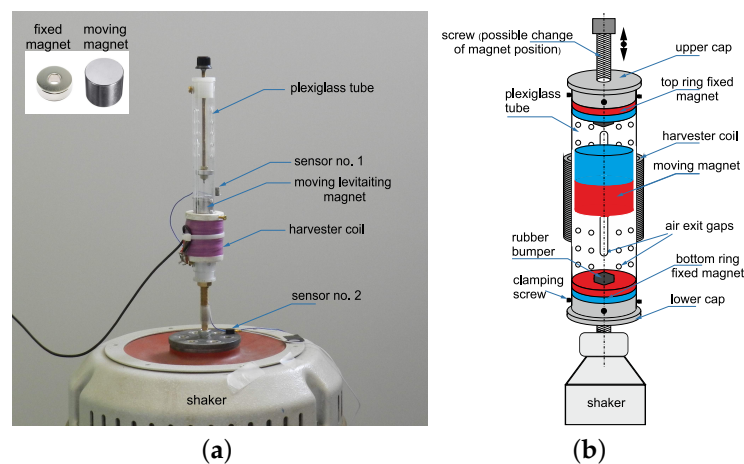 fixed
magnet
moving
magnet
plexiglass tube
sensor no. 1
moving levitaiting
magnet
harvester coil
sensor no. 2
shaker
(a)
screw (possible change
of magnet position)
upper cap
plexiglass
tube
top ring fixed
magnet
harvester
coil
moving magnet
air exit gaps
rubber
bumper
bottom ring
fixed magnet
clamping
screw
lower cap
shaker
(b)